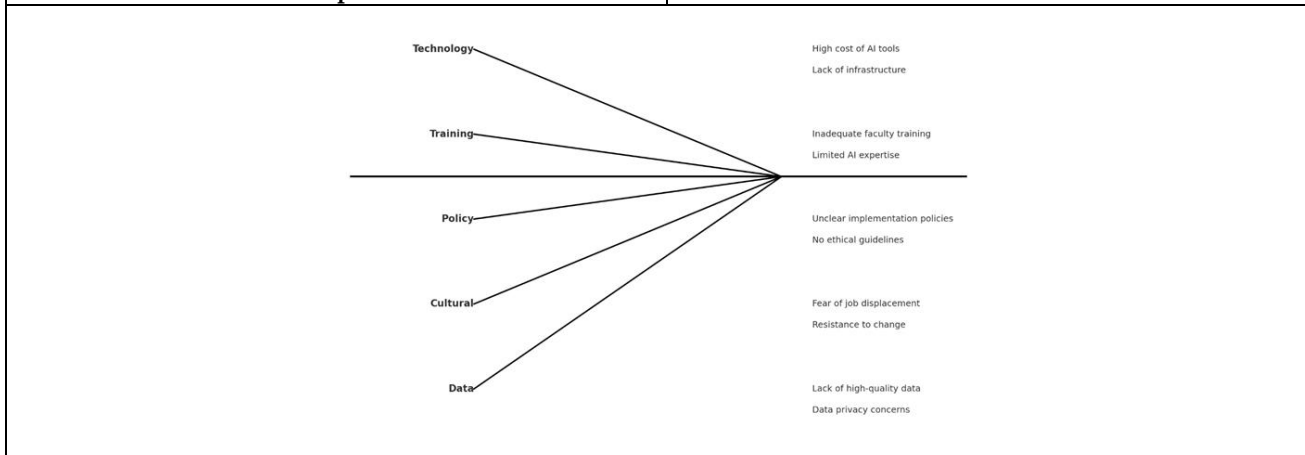 Technology
High cost of AI tools
Lack of infrastructure
Training
Inadequate faculty training
Limited AI expertise
Policy
Unclear implementation policies
No ethical guidelines
Cultural
Fear of job displacement
Resistance to change
Data
Lack of high-quality data
Data privacy concerns